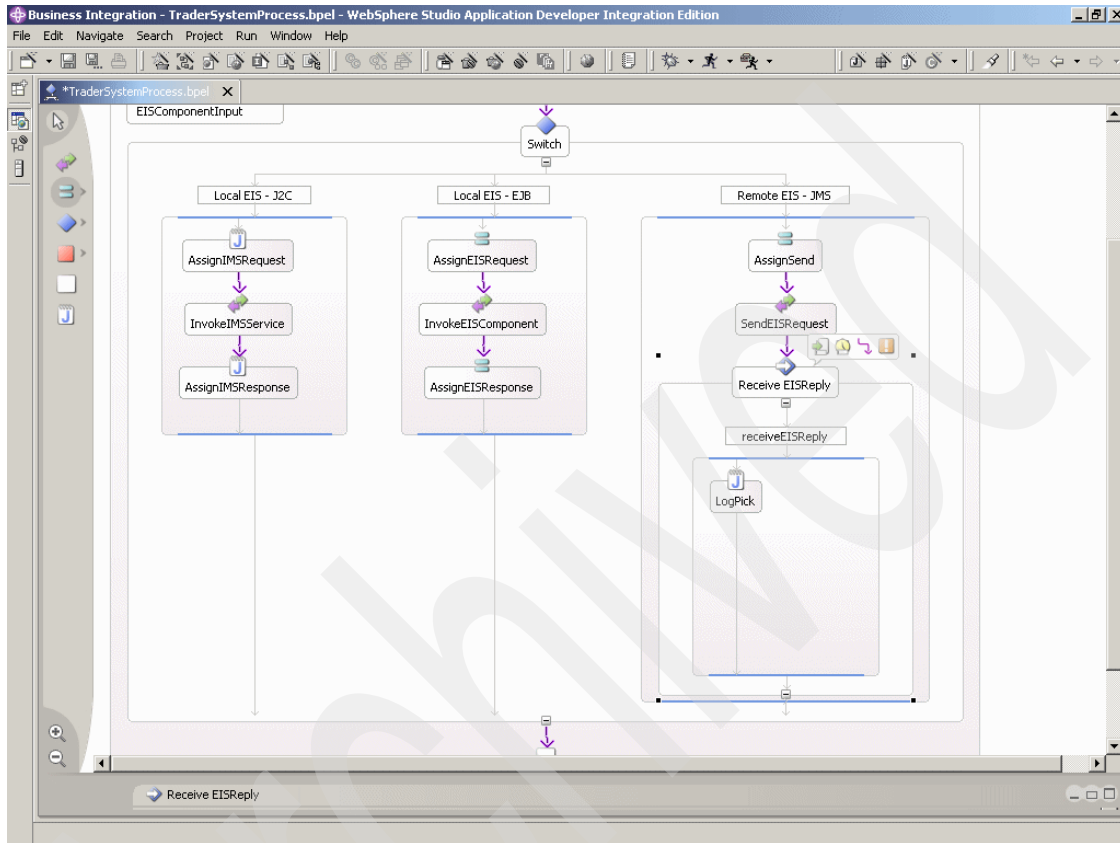 Business Integration - TraderSystemProcess.bpel - WebSphere Studio Application Developer Integration Edition
File Edit Navigate Search Project Run Window Help
*TraderSystemProcess.bpel
EISComponentInput
Switch
Local EIS - J2C
Local EIS - EJB
Remote EIS - JMS
AssignIMSRequest
AssignEISRequest
AssignSend
InvokeIMSService
InvokeEISComponent
SendEISRequest
AssignIMSResponse
AssignEISResponse
Receive EISReply
receiveEISReply
LogPick
Receive EISReply
Archived